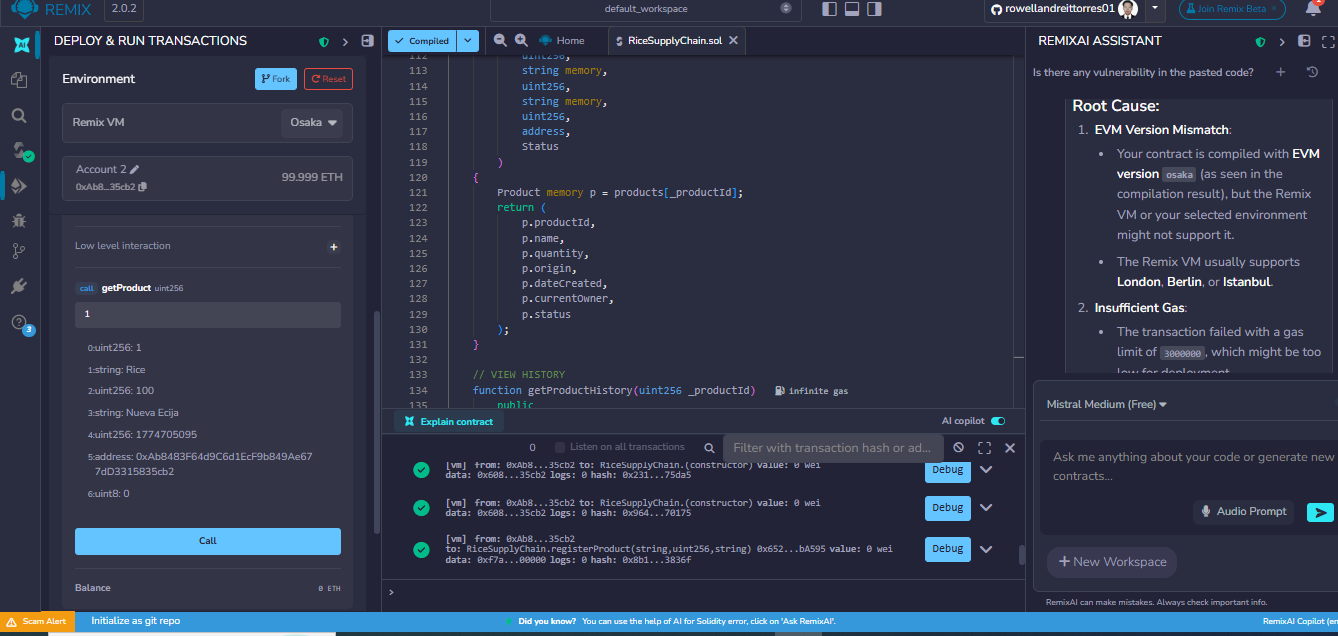 REMIX 2.0.2
default_workspace
rowellandreittorres01
Join Remix Beta
DEPLOY & RUN TRANSACTIONS
Environment
Fork
Reset
Remix VM
Osaka
Account 2
0xAb8...35cb2
99.999 ETH
Low level interaction
call getProduct uint256
1
0:uint256: 1
1:string: Rice
2:uint256: 100
3:string: Nueva Ecija
4:uint256: 1774705095
5:address: 0xAb8483F64d9C6d1EcF9b849Ae67
7dD3315835cb2
6:uint8: 0
Call
Balance
0 ETH
3
Compiled
Home
RiceSupplyChain.sol
112 uint256,
113 string memory,
114 uint256,
115 string memory,
116 uint256,
117 address,
118 Status
119 )
120 {
121 Product memory p = products[_productId];
122 return (
123 p.productId,
124 p.name,
125 p.quantity,
126 p.origin,
127 p.dateCreated,
128 p.currentOwner,
129 p.status
130 );
131 }
132
133 // VIEW HISTORY
134 function getProductHistory(uint256 _productId) infinite gas
135 public
Explain contract
AI copilot
0
Listen on all transactions
Filter with transaction hash or ad...
[vm] from: 0xAb8...35cb2 to: RiceSupplyChain.(constructor) value: 0 wei
data: 0x608...35cb2 logs: 0 hash: 0x231...75da5
Debug
[vm] from: 0xAb8...35cb2 to: RiceSupplyChain.(constructor) value: 0 wei
data: 0x608...35cb2 logs: 0 hash: 0x964...70175
Debug
[vm] from: 0xAb8...35cb2
to: RiceSupplyChain.registerProduct(string,uint256,string) 0x652...bA595 value: 0 wei
data: 0xf7a...00000 logs: 0 hash: 0x8b1...3836f
Debug
>
REMIXAI ASSISTANT
Is there any vulnerability in the pasted code?
Root Cause:
1. EVM Version Mismatch:
• Your contract is compiled with EVM
version osaka (as seen in the
compilation result), but the Remix
VM or your selected environment
might not support it.
• The Remix VM usually supports
London, Berlin, or Istanbul.
2. Insufficient Gas:
• The transaction failed with a gas
limit of 3000000, which might be too
low for deployment.
Mistral Medium (Free)
Ask me anything about your code or generate new
contracts...
Audio Prompt
+ New Workspace
RemixAI can make mistakes. Always check important info.
Scam Alert
Initialize as git repo
Did you know? You can use the help of AI for Solidity error, click on 'Ask RemixAI'.
RemixAI Copilot (en